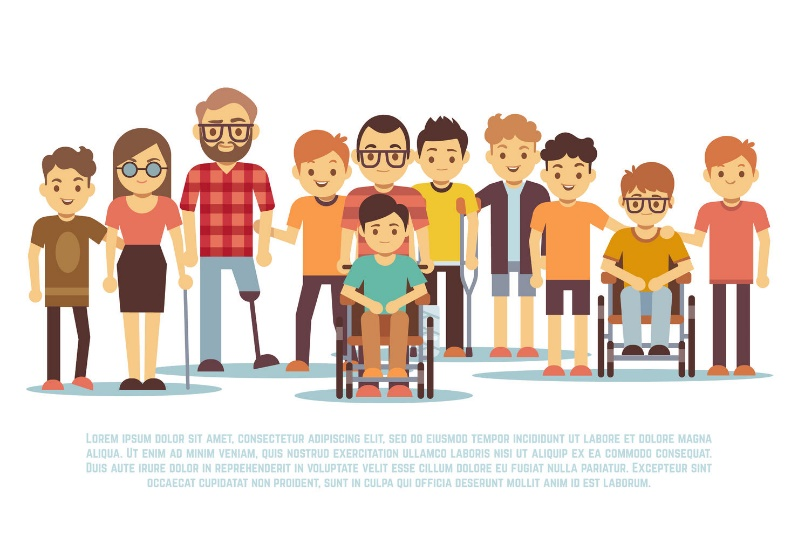 Lorem ipsum dolor sit amet, consectetur adipiscing elit, sed do eiusmod tempor incididunt ut labore et dolore magna
aliqua. Ut enim ad minim veniam, quis nostrud exercitation ullamco laboris nisi ut aliquip ex ea commodo consequat.
Duis aute irure dolor in reprehenderit in voluptate velit esse cillum dolore eu fugiat nulla pariatur. Excepteur sint
occaecat cupidatat non proident, sunt in culpa qui officia deserunt mollit anim id est laborum.